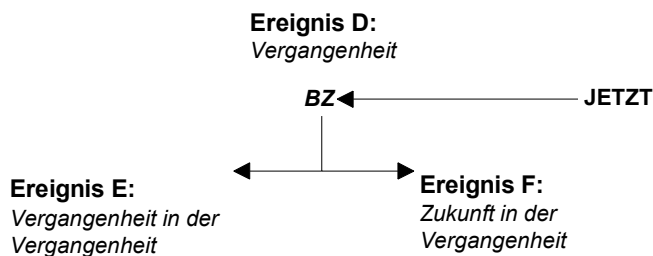 Ereignis D:
Vergangenheit
BZ
JETZT
Ereignis E:
Vergangenheit in der
Vergangenheit
Ereignis F:
Zukunft in der
Vergangenheit